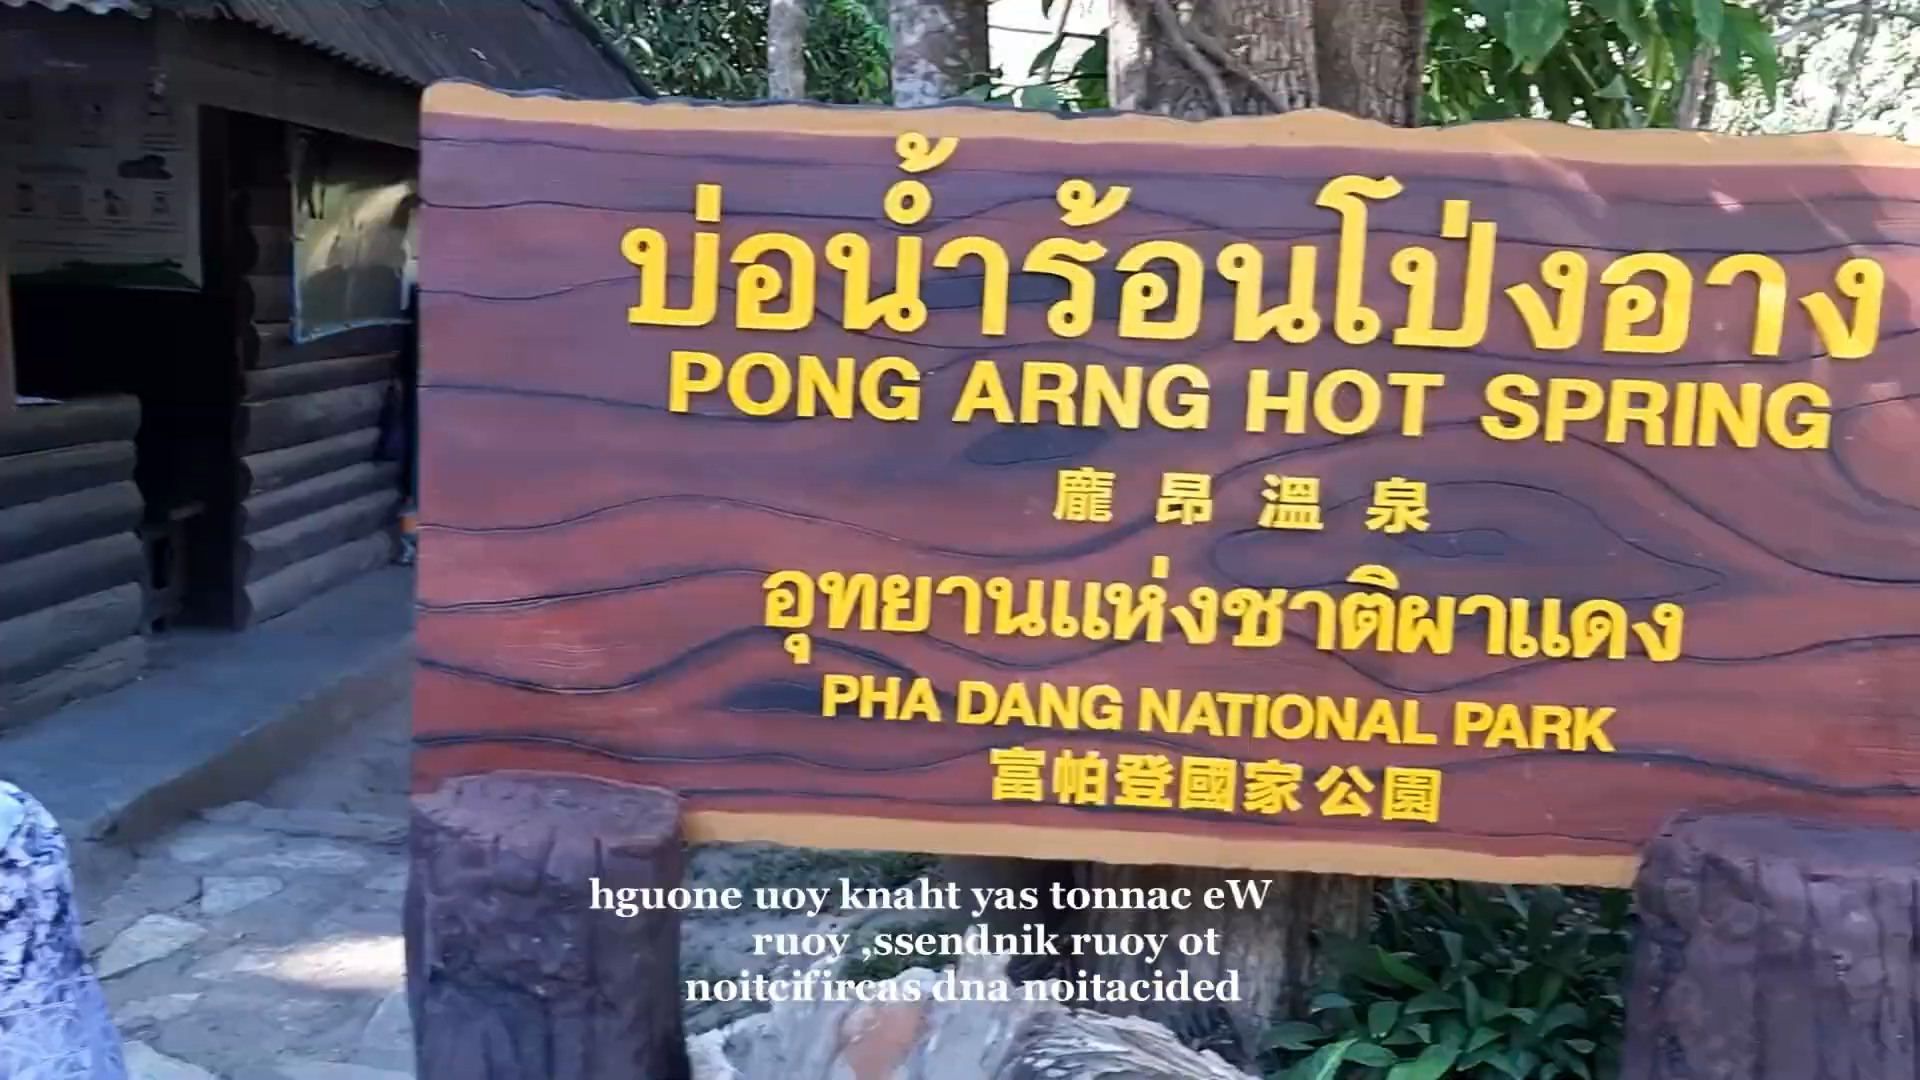 บ่อน้ำร้อนโป่งอาง
PONG ARNG HOT SPRING
龐昂溫泉
อุทยานแห่งชาติผาแดง
PHA DANG NATIONAL PARK
富帕登國家公園
hguone uoy knaht yas tonnac eW
ruoy ,ssendnik ruoy ot
noitcifircas dna noitacided